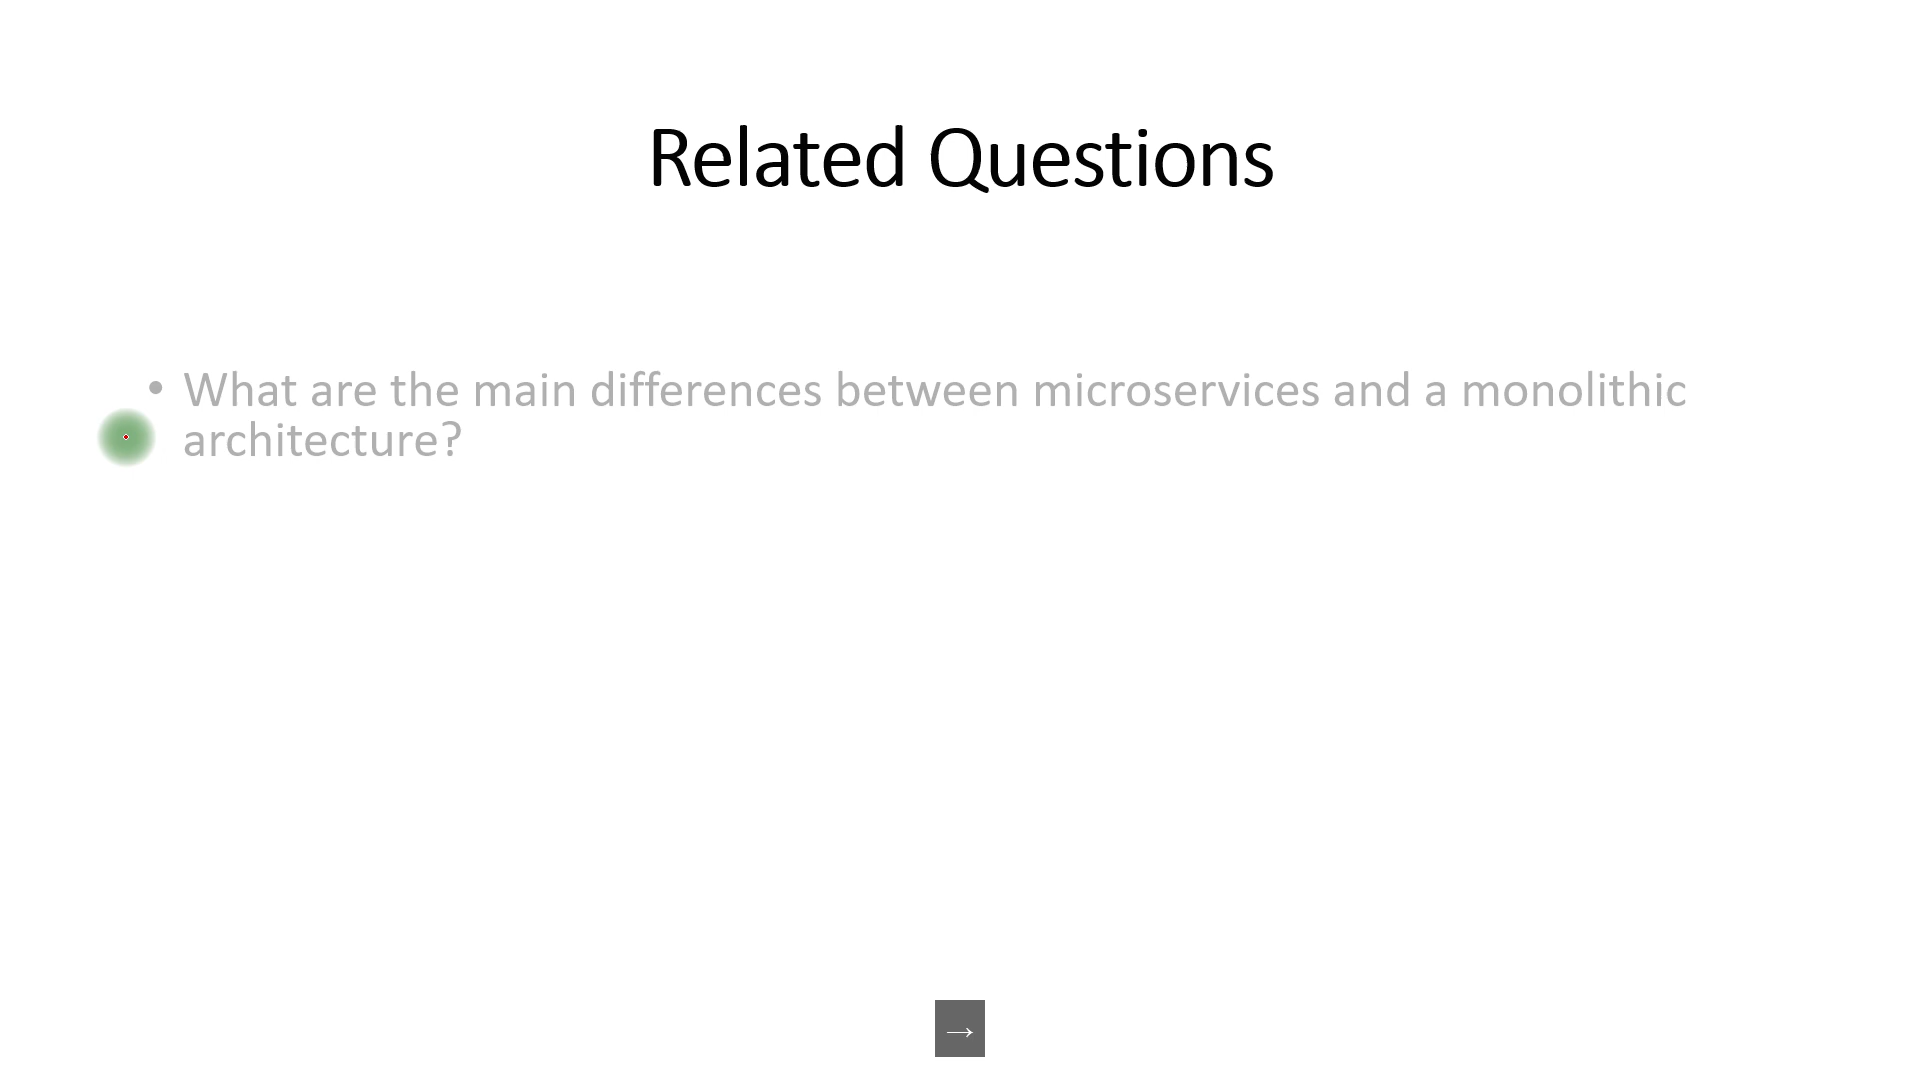 Related Questions
• What are the main differences between microservices and a monolithic
architecture?
→